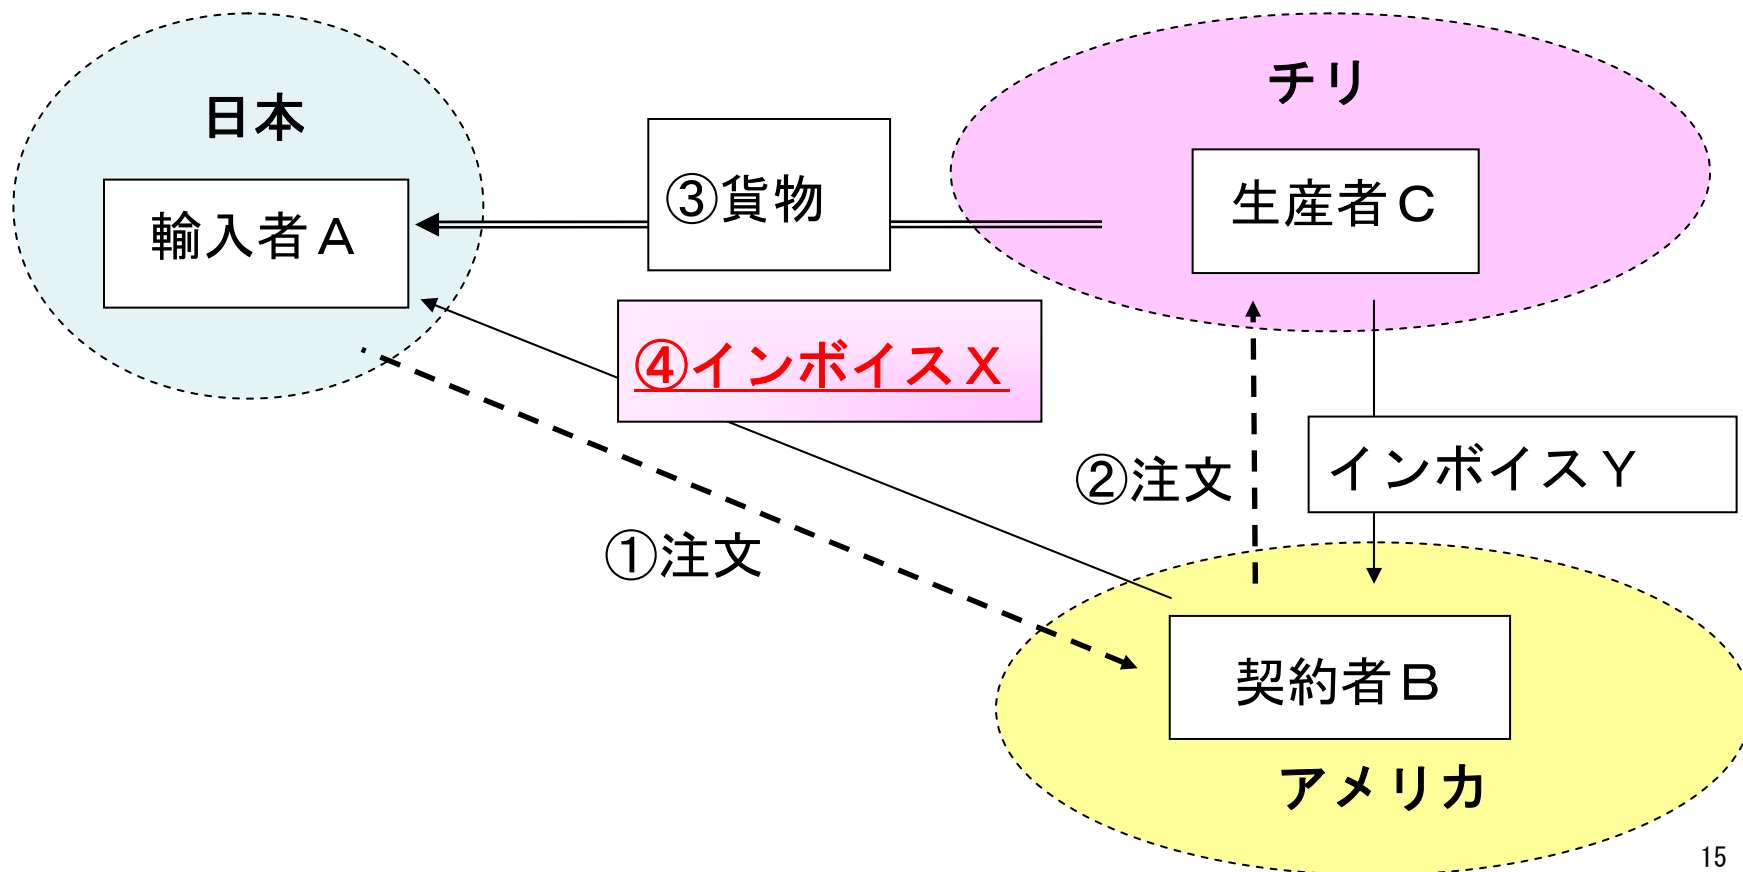 日本
チリ
輸入者A
③貨物
生産者C
④インボイスX
インボイスY
②注文
①注文
契約者B
アメリカ
15